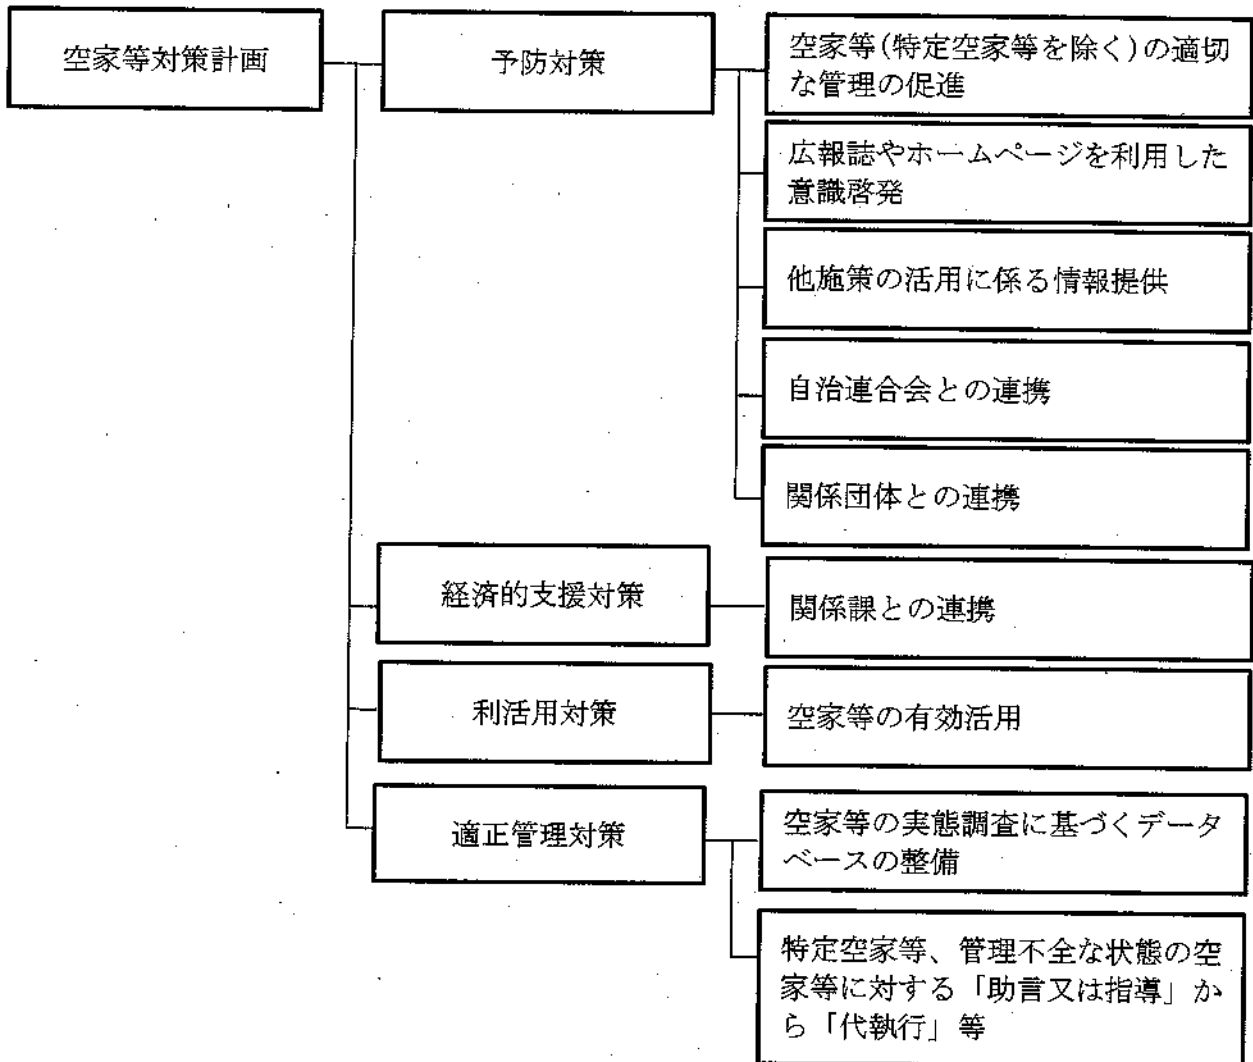 空家等対策計画
予防対策
空家等(特定空家等を除く)の適切
な管理の促進
広報誌やホームページを利用した
意識啓発
他施策の活用に係る情報提供
自治連合会との連携
関係団体との連携
経済的支援対策
関係課との連携
利活用対策
空家等の有効活用
適正管理対策
空家等の実態調査に基づくデータ
ベースの整備
特定空家等、管理不全な状態の空
家等に対する「助言又は指導」か
ら「代執行」等